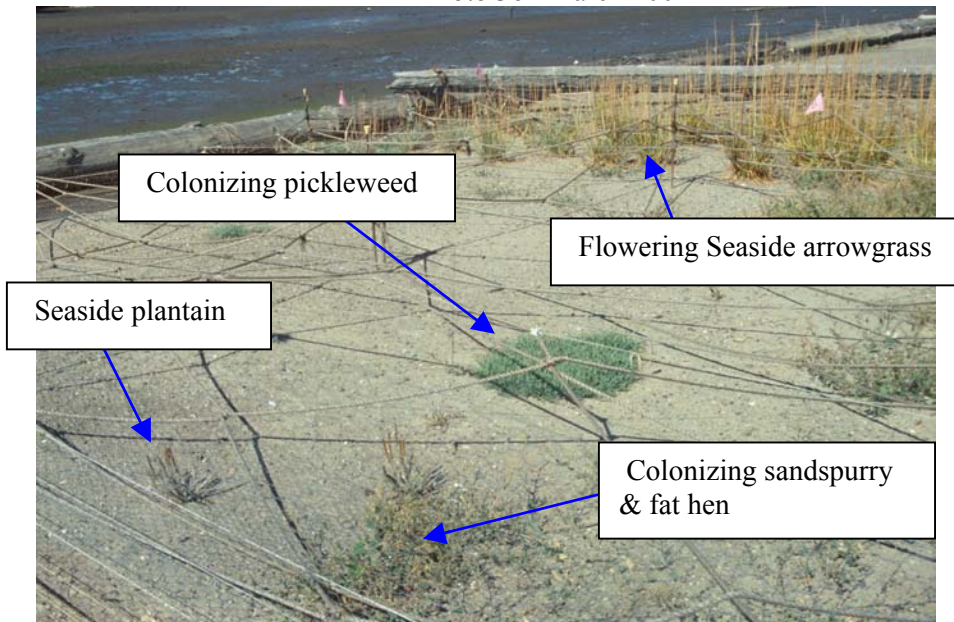 Colonizing pickleweed
Flowering Seaside arrowgrass
Seaside plantain
Colonizing sandspurry
& fat hen